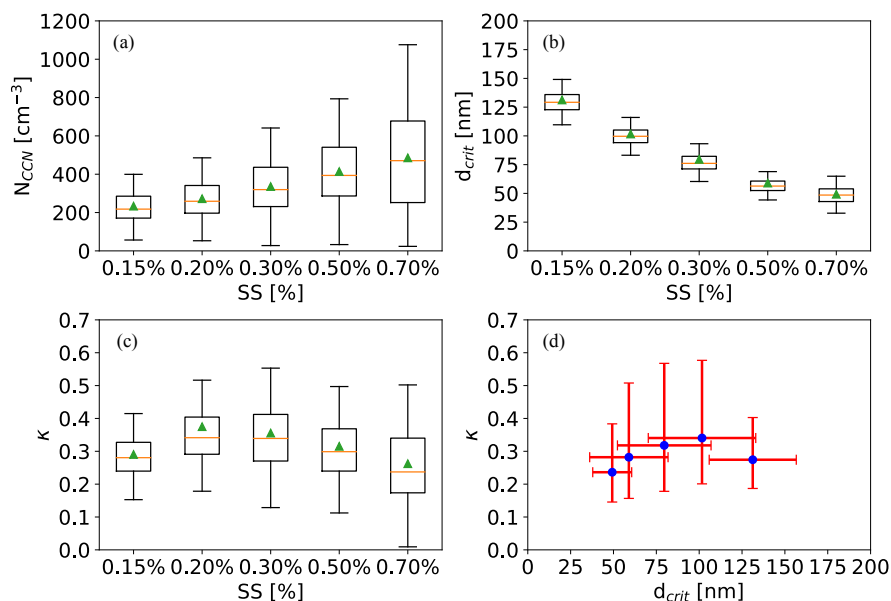 (a)
1200
1000
800
600
400
200
0
N_CCN [cm⁻³]
0.15% 0.20% 0.30% 0.50% 0.70%
SS [%]
(b)
200
175
150
125
100
75
50
25
0
d_crit [nm]
0.15% 0.20% 0.30% 0.50% 0.70%
SS [%]
(c)
0.7
0.6
0.5
0.4
0.3
0.2
0.1
0.0
κ
0.15% 0.20% 0.30% 0.50% 0.70%
SS [%]
(d)
0.7
0.6
0.5
0.4
0.3
0.2
0.1
0.0
κ
0 25 50 75 100 125 150 175 200
d_crit [nm]